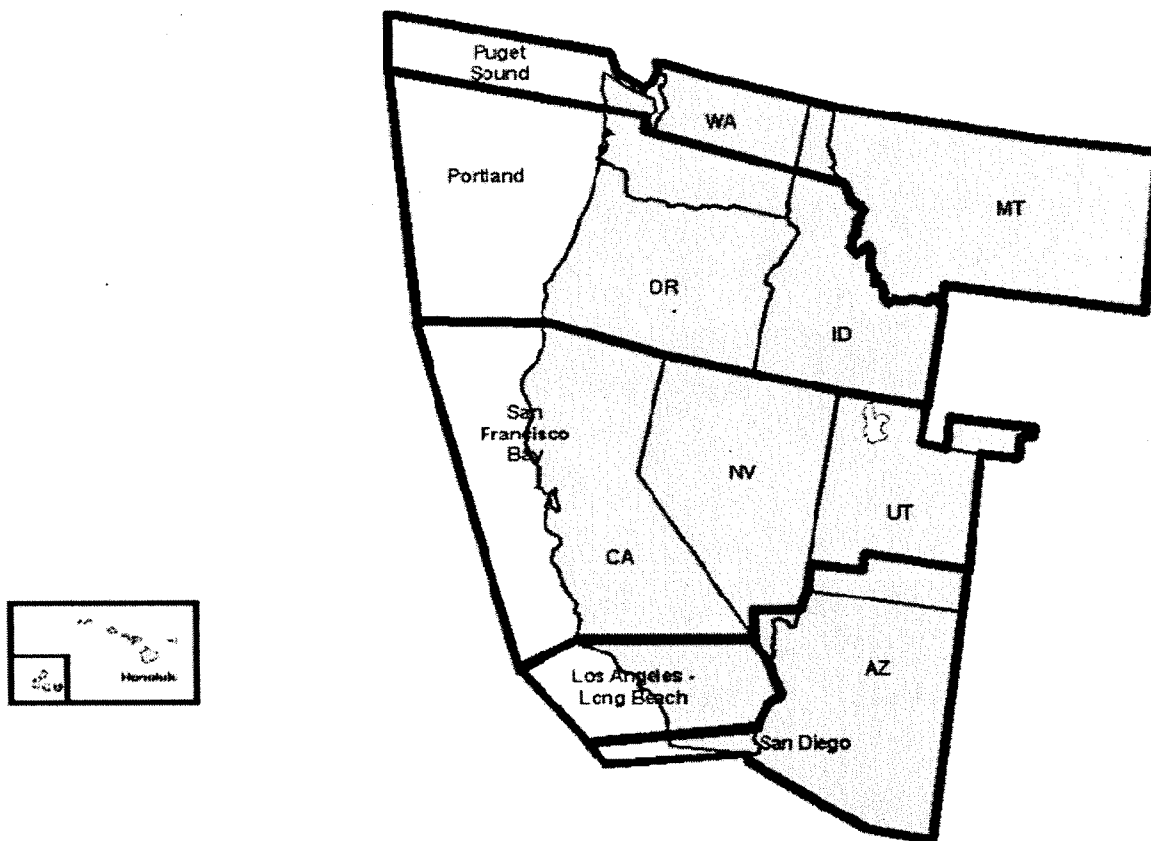 Puget
Sound
WA
Portland
MT
OR
ID
San
Francisco
Bay
NV
UT
CA
AZ
Los Angeles -
Long Beach
San Diego
Honolulu